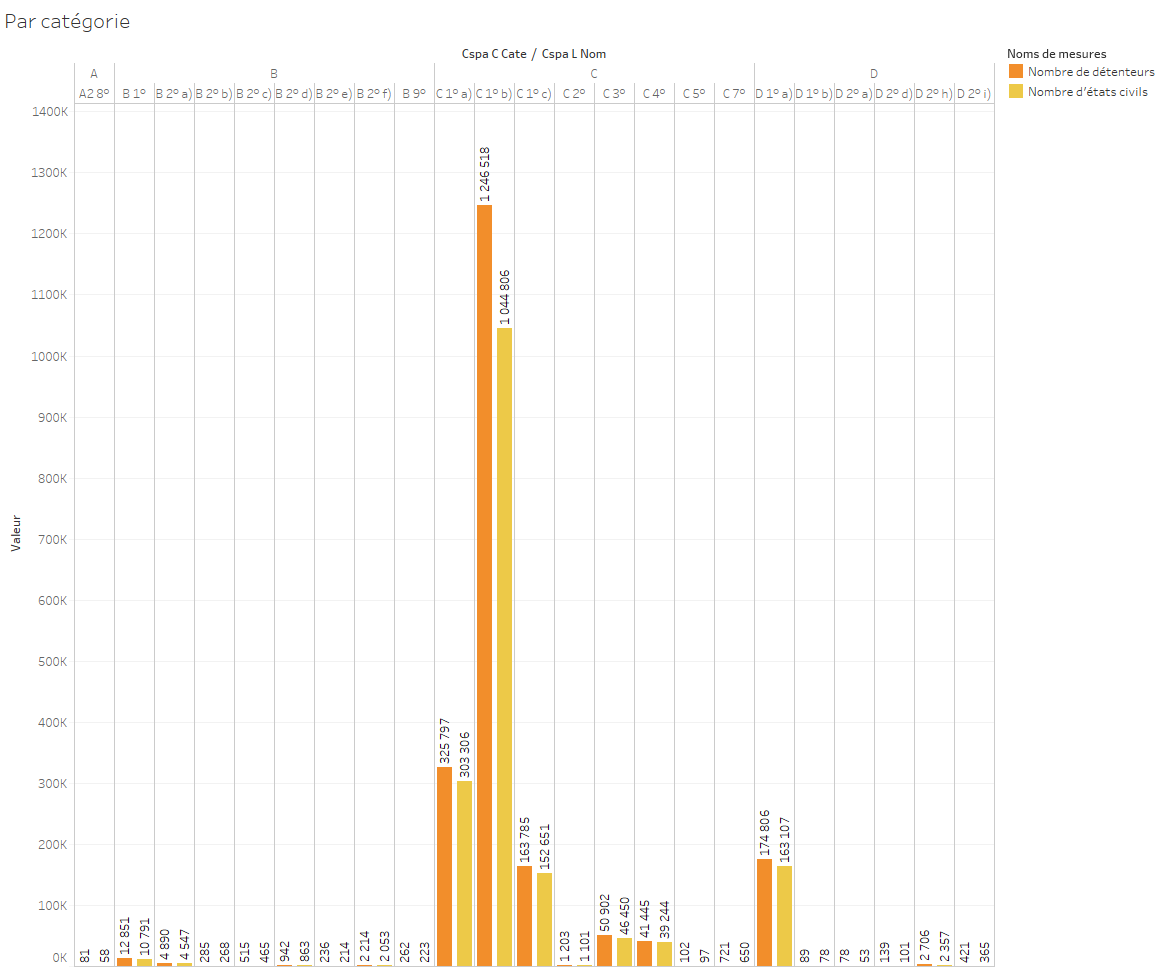 Par catégorie
Cspa C Cate / Cspa L Nom
Noms de mesures
Nombre de détenteurs
Nombre d'états civils
A B C D
A2 8° B 1° B 2° a) B 2° b) B 2° c) B 2° d) B 2° e) B 2° f) B 9° C 1° a) C 1° b) C 1° c) C 2° C 3° C 4° C 5° C 7° D 1° a) D 1° b) D 2° a) D 2° d) D 2° h) D 2° i)
1400K
1300K
1200K
1100K
1000K
900K
800K
700K
600K
500K
400K
300K
200K
100K
0K
Valeur
81 58 12 851 10 791 4 890 4 547 285 268 515 465 942 863 236 214 2 214 2 053 262 223 325 797 303 306 1 246 518 1 044 806 163 785 152 651 1 203 1 101 50 902 46 450 41 445 39 244 102 97 721 650 174 806 163 107 89 78 78 53 139 101 2 706 2 357 421 365